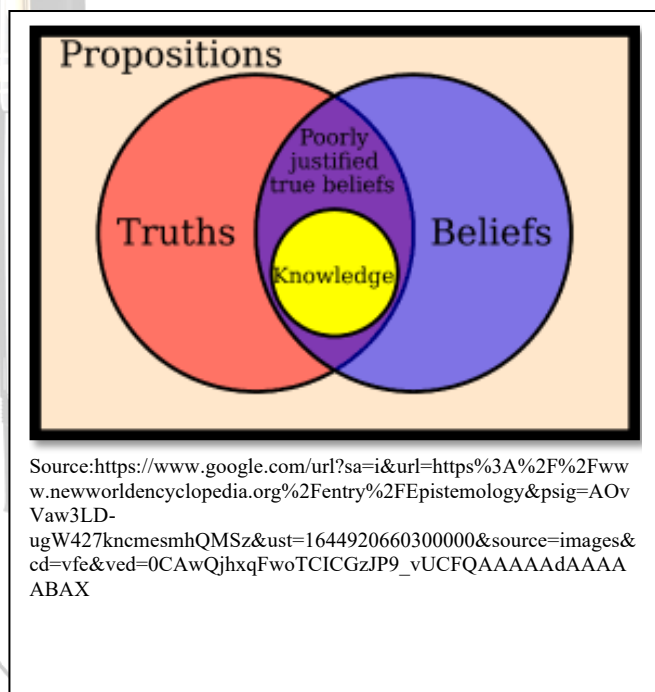 Propositions
Poorly
justified
true beliefs
Truths
Beliefs
Knowledge
Source:https://www.google.com/url?sa=i&url=https%3A%2F%2Fww
w.newworldencyclopedia.org%2Fentry%2FEpistemology&psig=AOv
Vaw3LD-
ugW427kncmesmhQMSz&ust=1644920660300000&source=images&
cd=vfe&ved=0CAwQjhxqFwoTCICGzJP9_vUCFQAAAAAdAAAA
ABAX